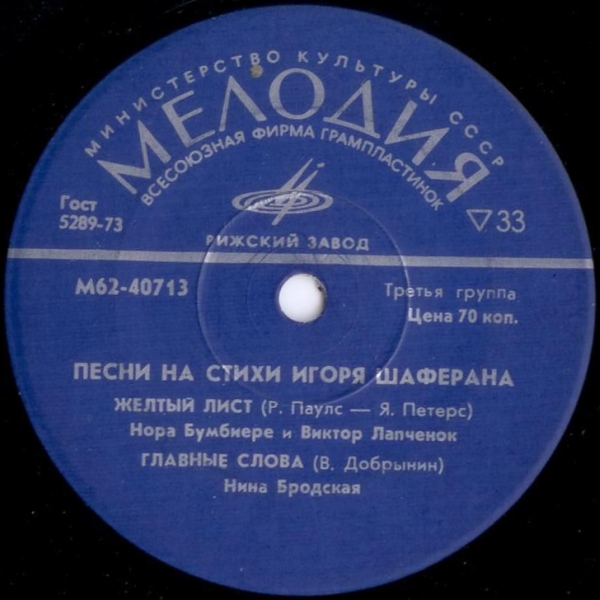 МИНИСТЕРСТВО КУЛЬТУРЫ СССР
МЕЛОДИЯ
ВСЕСОЮЗНАЯ ФИРМА ГРАМПЛАСТИНОК
Гост
5289-73
33
РИЖСКИЙ ЗАВОД
М62-40713
Третья группа
Цена 70 коп.
ПЕСНИ НА СТИХИ ИГОРЯ ШАФЕРАНА
ЖЕЛТЫЙ ЛИСТ (Р. Паулс — Я. Петерс)
Нора Бумбиере и Виктор Лапченок
ГЛАВНЫЕ СЛОВА (В. Добрынин)
Нина Бродская